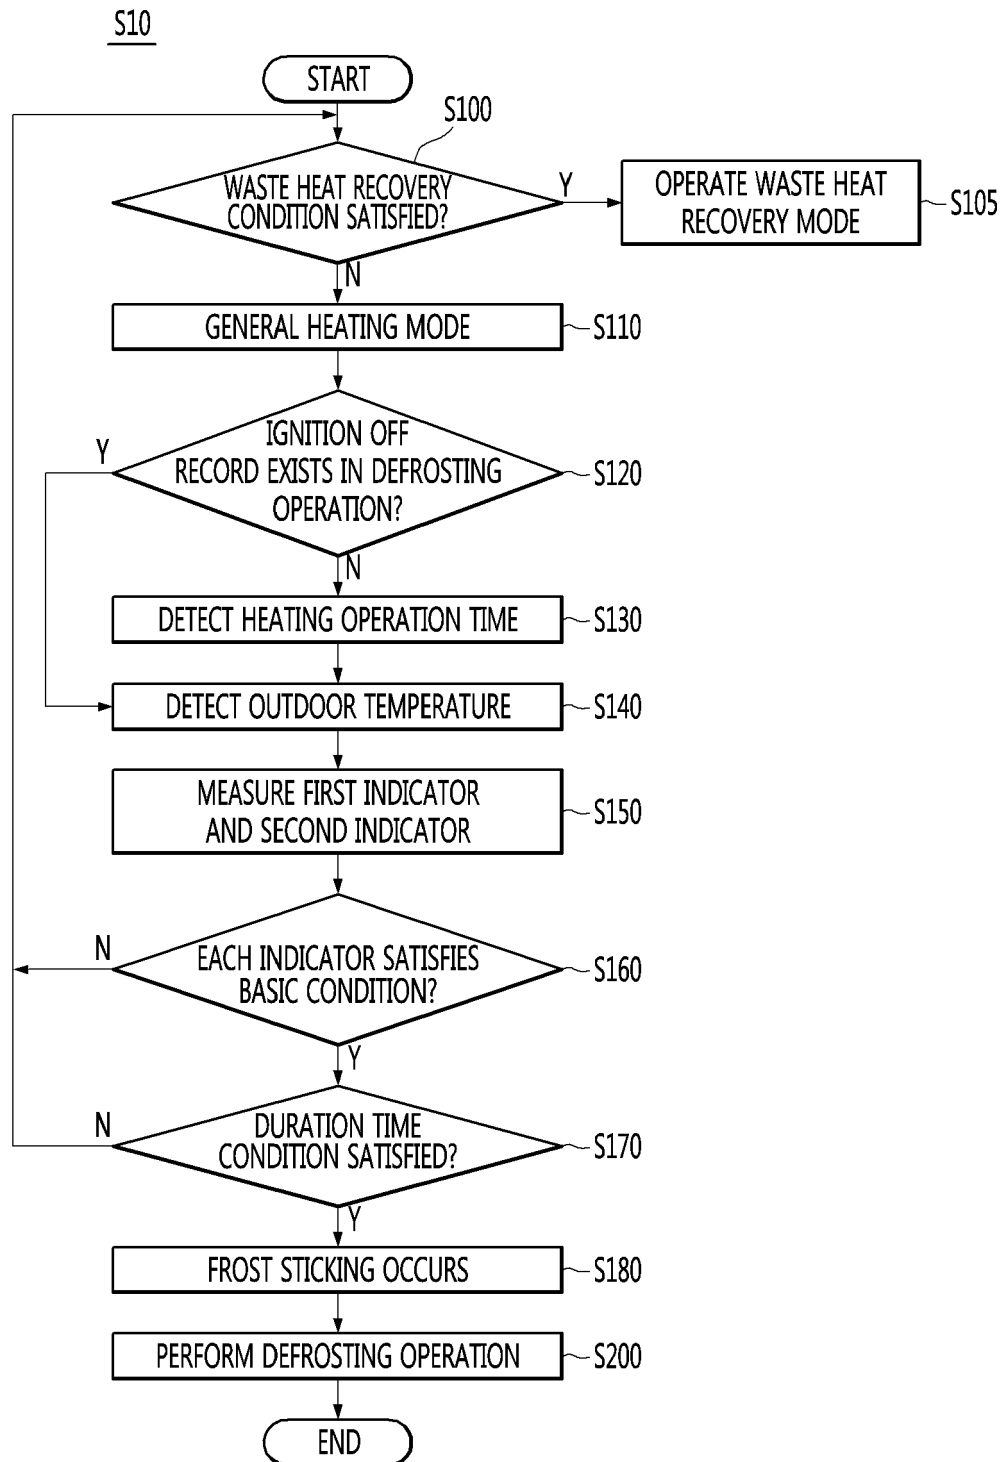 S10
START
S100
WASTE HEAT RECOVERY
CONDITION SATISFIED?
Y
OPERATE WASTE HEAT
RECOVERY MODE
S105
N
GENERAL HEATING MODE
S110
IGNITION OFF
RECORD EXISTS IN DEFROSTING
OPERATION?
Y
S120
N
DETECT HEATING OPERATION TIME
S130
DETECT OUTDOOR TEMPERATURE
S140
MEASURE FIRST INDICATOR
AND SECOND INDICATOR
S150
N
EACH INDICATOR SATISFIES
BASIC CONDITION?
S160
Y
N
DURATION TIME
CONDITION SATISFIED?
S170
Y
FROST STICKING OCCURS
S180
PERFORM DEFROSTING OPERATION
S200
END